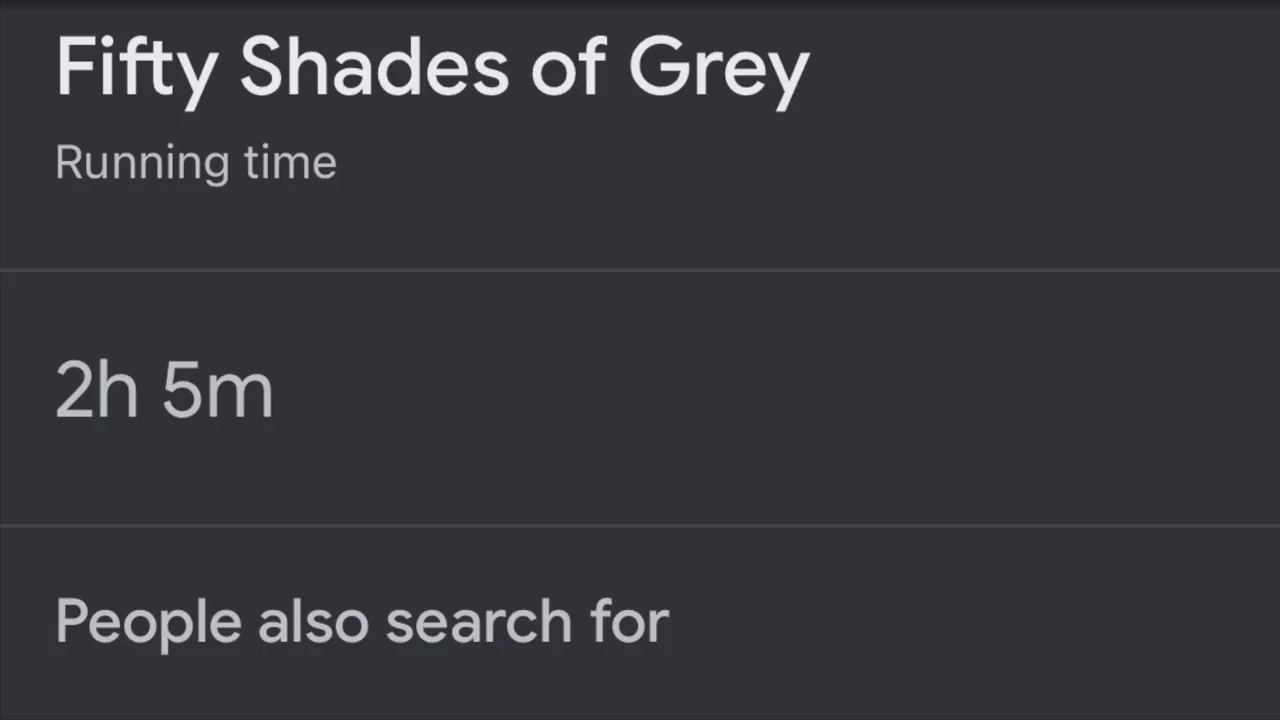 Fifty Shades of Grey
Running time
2h 5m
People also search for